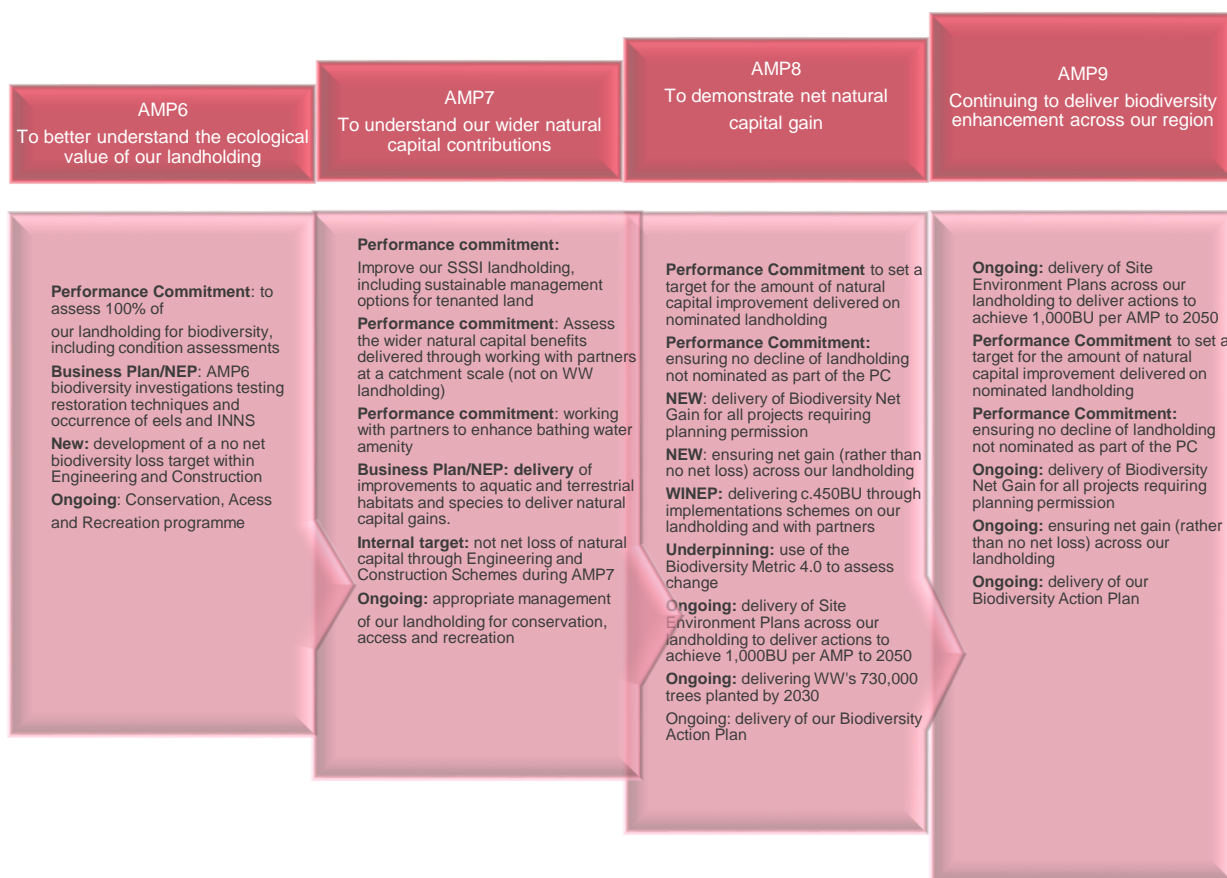 AMP6
To better understand the ecological
value of our landholding
AMP7
To understand our wider natural
capital contributions
AMP8
To demonstrate net natural
capital gain
AMP9
Continuing to deliver biodiversity
enhancement across our region
Performance Commitment: to
assess 100% of
our landholding for biodiversity,
including condition assessments
Business Plan/NEP: AMP6
biodiversity investigations testing
restoration techniques and
occurrence of eels and INNS
New: development of a no net
biodiversity loss target within
Engineering and Construction
Ongoing: Conservation, Acess
and Recreation programme
Performance commitment:
Improve our SSSI landholding,
including sustainable management
options for tenanted land
Performance commitment: Assess
the wider natural capital benefits
delivered through working with partners
at a catchment scale (not on WW
landholding)
Performance commitment: working
with partners to enhance bathing water
amenity
Business Plan/NEP: delivery of
improvements to aquatic and terrestrial
habitats and species to deliver natural
capital gains.
Internal target: not net loss of natural
capital through Engineering and
Construction Schemes during AMP7
Ongoing: appropriate management
of our landholding for conservation,
access and recreation
Performance Commitment to set a
target for the amount of natural
capital improvement delivered on
nominated landholding
Performance Commitment:
ensuring no decline of landholding
not nominated as part of the PC
NEW: delivery of Biodiversity Net
Gain for all projects requiring
planning permission
NEW: ensuring net gain (rather than
no net loss) across our landholding
WINEP: delivering c.450BU through
implementations schemes on our
landholding and with partners
Underpinning: use of the
Biodiversity Metric 4.0 to assess
change
Ongoing: delivery of Site
Environment Plans across our
landholding to deliver actions to
achieve 1,000BU per AMP to 2050
Ongoing: delivering WW's 730,000
trees planted by 2030
Ongoing: delivery of our Biodiversity
Action Plan
Ongoing: delivery of Site
Environment Plans across our
landholding to deliver actions to
achieve 1,000BU per AMP to 2050
Performance Commitment to set a
target for the amount of natural
capital improvement delivered on
nominated landholding
Performance Commitment:
ensuring no decline of landholding
not nominated as part of the PC
Ongoing: delivery of Biodiversity
Net Gain for all projects requiring
planning permission
Ongoing: ensuring net gain (rather
than no net loss) across our
landholding
Ongoing: delivery of our
Biodiversity Action Plan